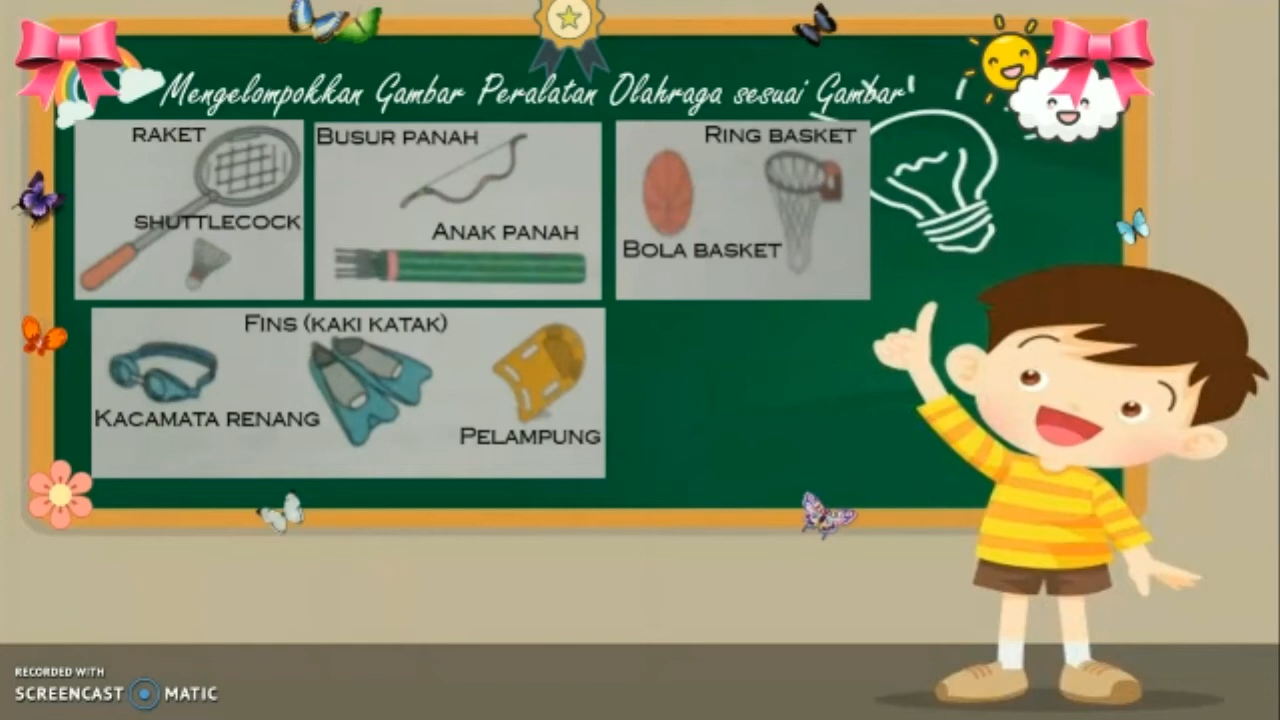 Mengelompokkan Gambar Peralatan Olahraga sesuai Gambar
RAKET
SHUTTLECOCK
BUSUR PANAH
ANAK PANAH
RING BASKET
BOLA BASKET
FINS (KAKI KATAK)
KACAMATA RENANG
PELAMPUNG
RECORDED WITH
SCREENCAST MATIC